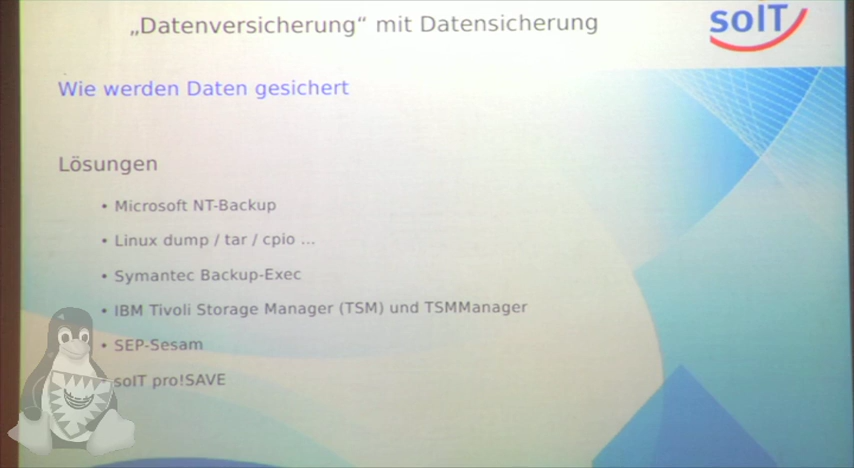 „Datenversicherung“ mit Datensicherung
soIT
Wie werden Daten gesichert
Lösungen
• Microsoft NT-Backup
• Linux dump / tar / cpio ...
• Symantec Backup-Exec
• IBM Tivoli Storage Manager (TSM) und TSMManager
• SEP-Sesam
soIT pro!SAVE